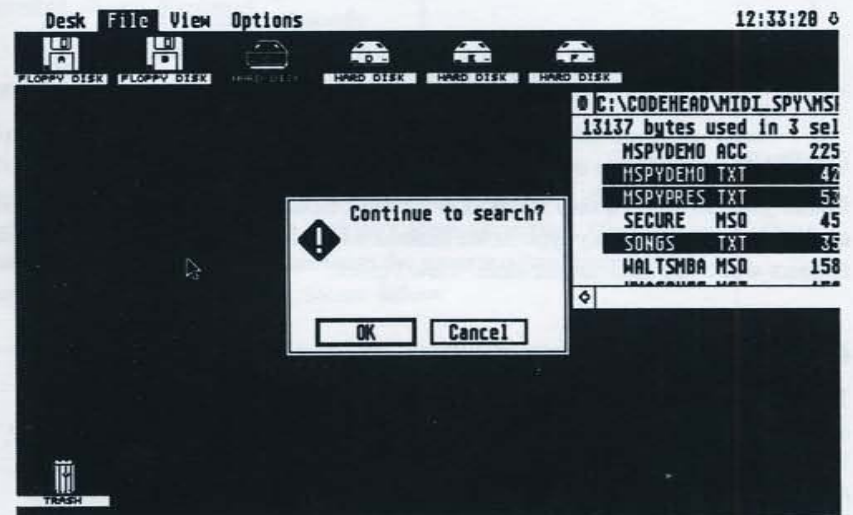 Desk File View Options 12:33:28
A B D E F
FLOPPY DISK FLOPPY DISK HARD DISK HARD DISK HARD DISK HARD DISK
C:\CODEHEAD\MIDI_SPY\MS
13137 bytes used in 3 sel
MSPYDEMO ACC 225
MSPYDEMO TXT 42
MSPYPRES TXT 53
SECURE MSQ 45
SONGS TXT 35
WALTSMBA MSQ 158
Continue to search?
OK Cancel
TRASH